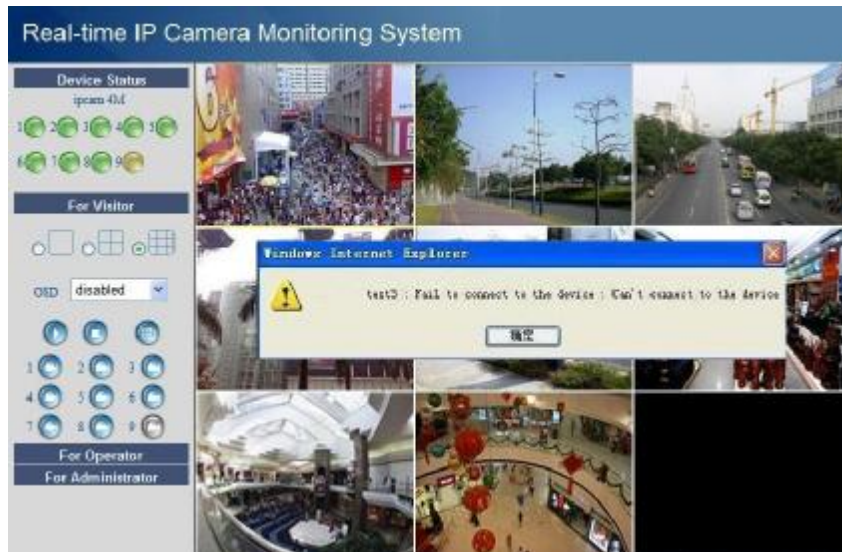 Real-time IP Camera Monitoring System
Device Status
ipcam-GM
1 2 3 4 5
6 7 8 9
For Visitor
OSD disabled
1 2 3
4 5 6
7 8 9
For Operator
For Administrator
Windows Internet Explorer
test3 : Fail to connect to the device : Can't connect to the device
确定